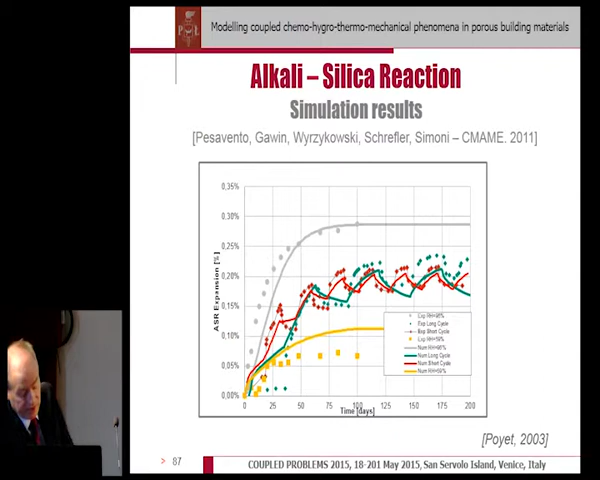 Modelling coupled chemo-hygro-thermo-mechanical phenomena in porous building materials
Alkali – Silica Reaction
Simulation results
[Pesavento, Gawin, Wyrzykowski, Schrefler, Simoni – CMAME. 2011]
0,35%
0,30%
0,25%
0,20%
0,15%
0,10%
0,05%
0,00%
ASR Expansion [%]
Exp RH=96%
Exp Long Cycle
Exp Short Cycle
Exp RH=59%
Num RH=96%
Num Long Cycle
Num Short Cycle
Num RH=59%
0 25 50 75 100 125 150 175 200
Time [days]
[Poyet, 2003]
> 87
COUPLED PROBLEMS 2015, 18-201 May 2015, San Servolo Island, Venice, Italy